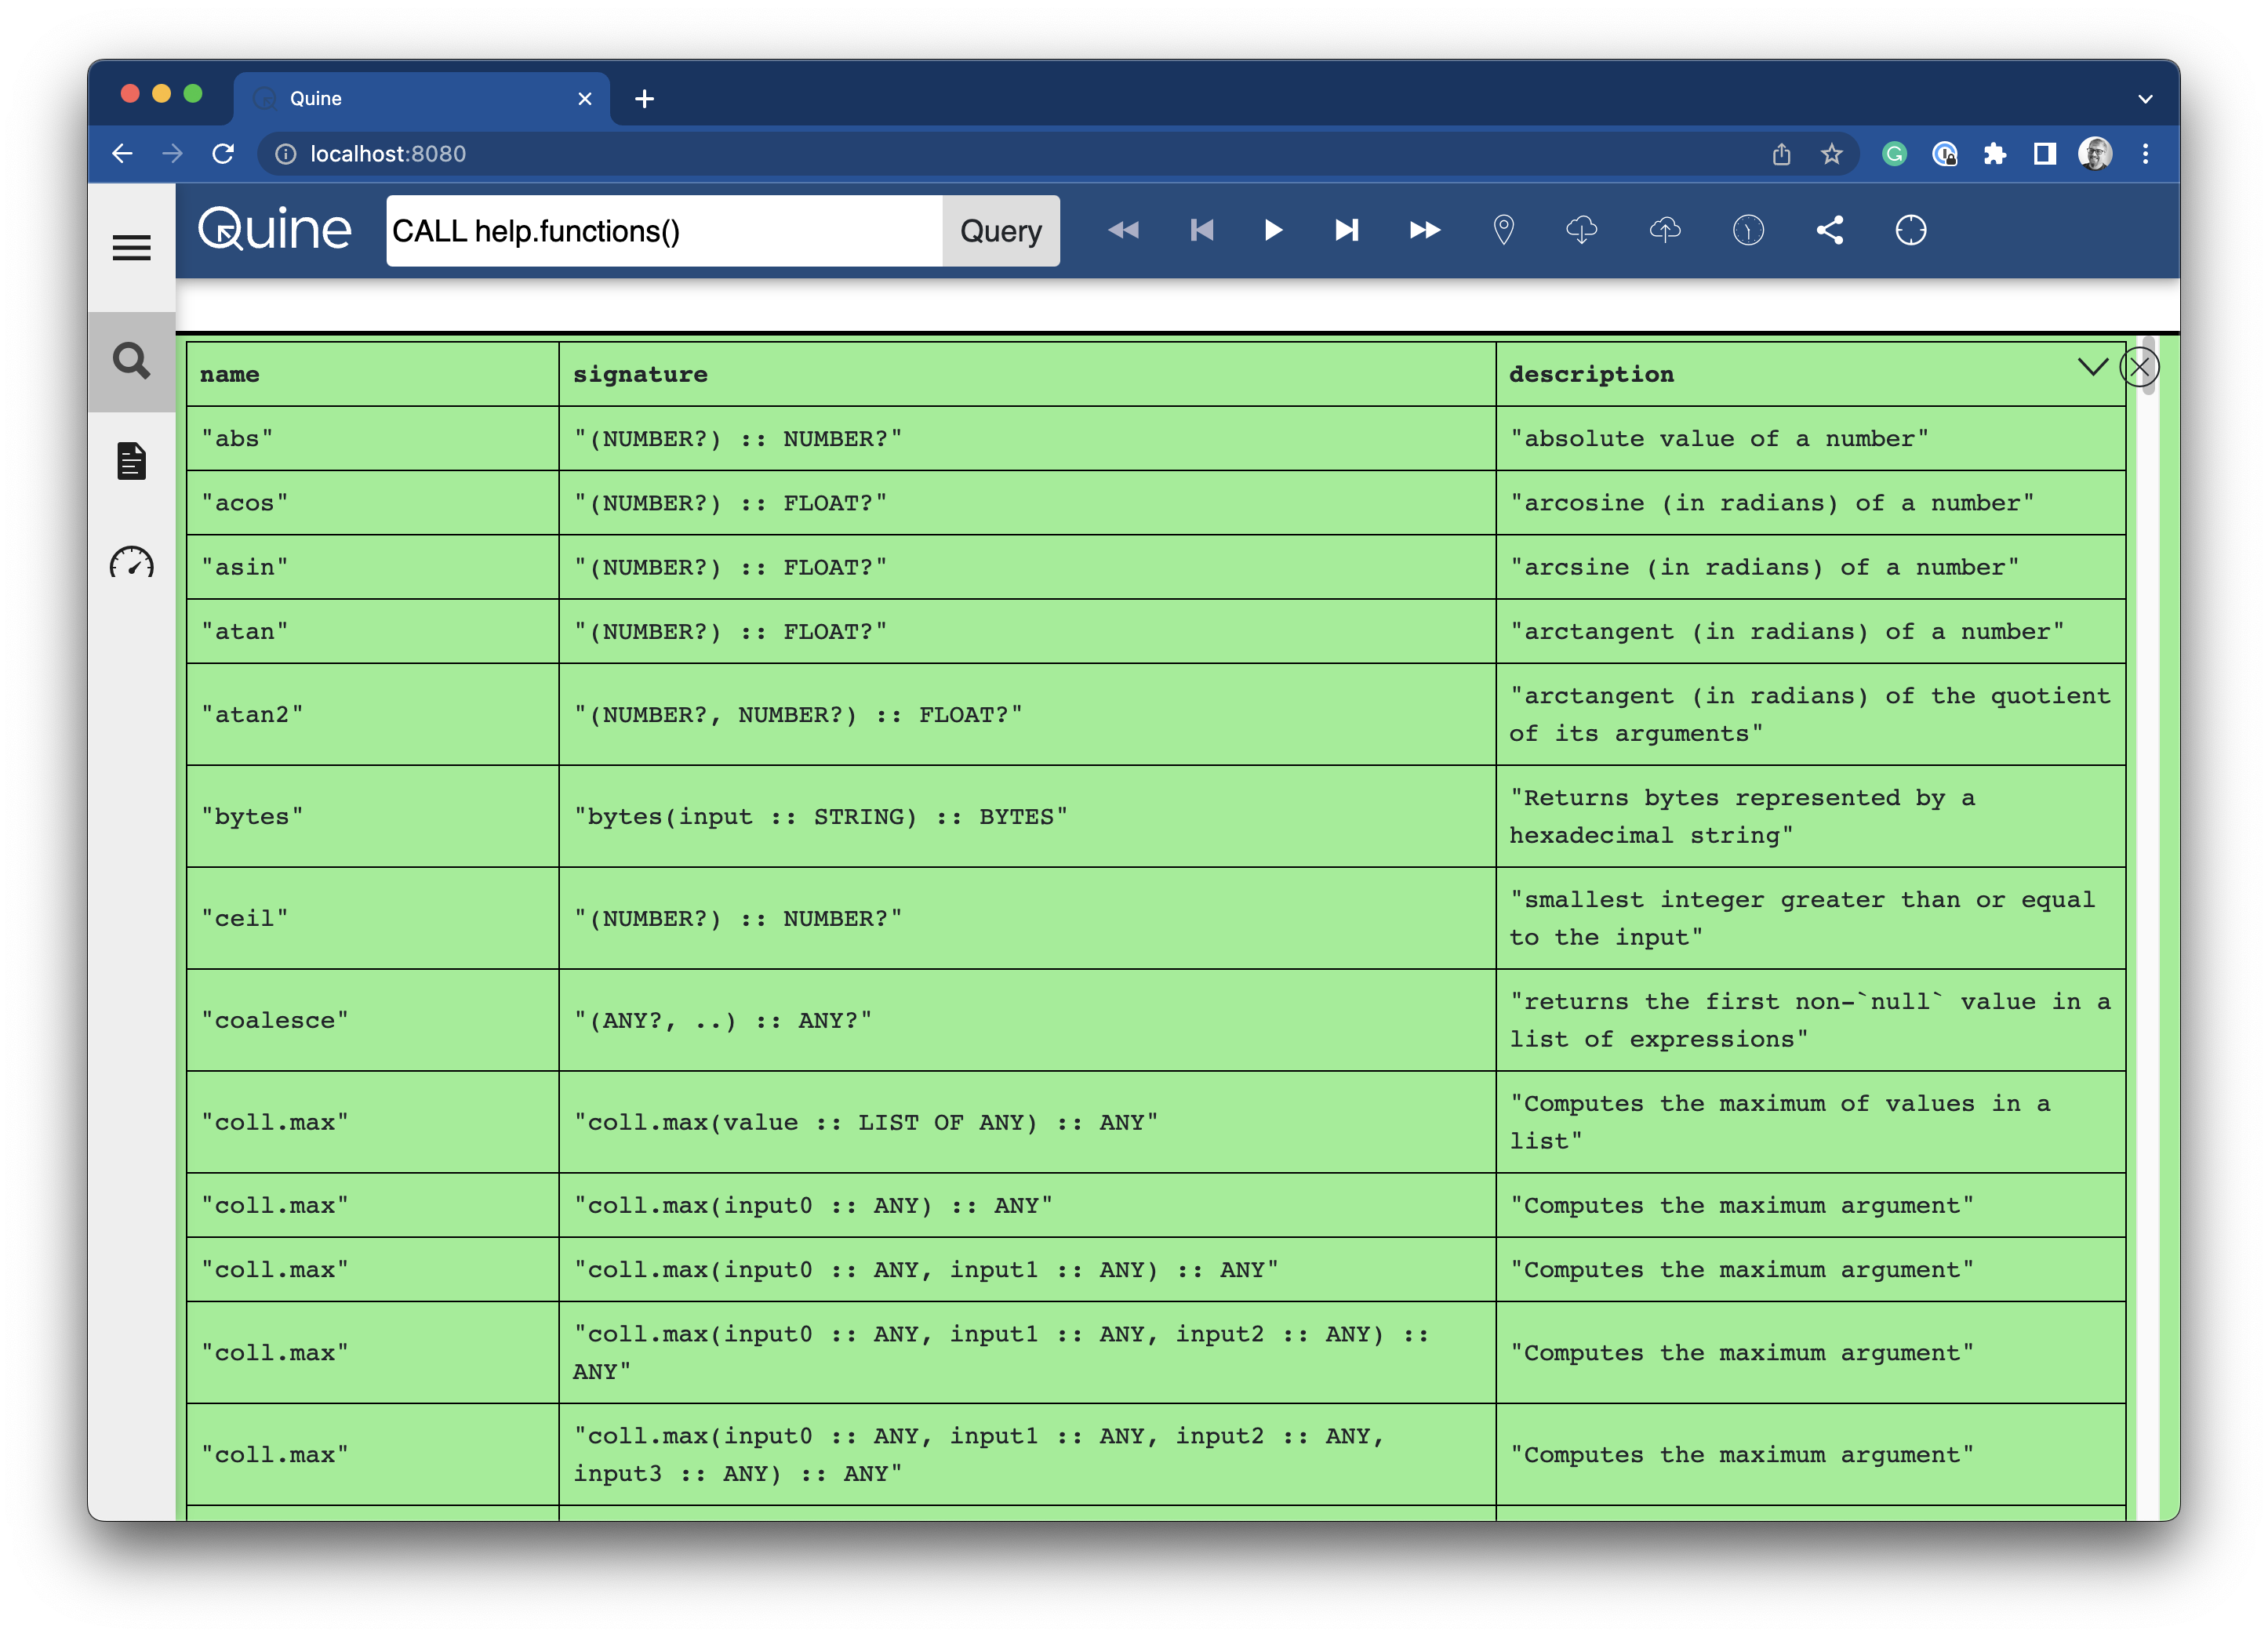 Quine
localhost:8080
Quine
CALL help.functions()
Query
name signature description
"abs" "(NUMBER?) :: NUMBER?" "absolute value of a number"
"acos" "(NUMBER?) :: FLOAT?" "arcosine (in radians) of a number"
"asin" "(NUMBER?) :: FLOAT?" "arcsine (in radians) of a number"
"atan" "(NUMBER?) :: FLOAT?" "arctangent (in radians) of a number"
"atan2" "(NUMBER?, NUMBER?) :: FLOAT?" "arctangent (in radians) of the quotient
of its arguments"
"bytes" "bytes(input :: STRING) :: BYTES" "Returns bytes represented by a
hexadecimal string"
"ceil" "(NUMBER?) :: NUMBER?" "smallest integer greater than or equal
to the input"
"coalesce" "(ANY?, ..) :: ANY?" "returns the first non-`null` value in a
list of expressions"
"coll.max" "coll.max(value :: LIST OF ANY) :: ANY" "Computes the maximum of values in a
list"
"coll.max" "coll.max(input0 :: ANY) :: ANY" "Computes the maximum argument"
"coll.max" "coll.max(input0 :: ANY, input1 :: ANY) :: ANY" "Computes the maximum argument"
"coll.max" "coll.max(input0 :: ANY, input1 :: ANY, input2 :: ANY) ::
ANY" "Computes the maximum argument"
"coll.max" "coll.max(input0 :: ANY, input1 :: ANY, input2 :: ANY,
input3 :: ANY) :: ANY" "Computes the maximum argument"